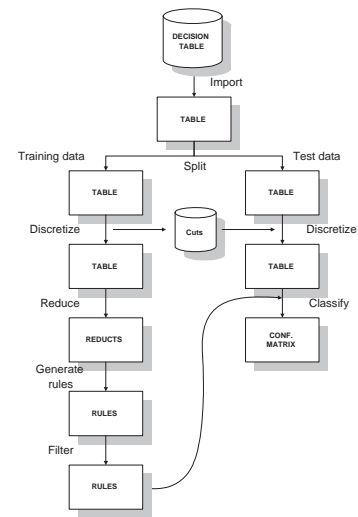 DECISION
TABLE
Import
TABLE
Training data
Split
Test data
TABLE
TABLE
Discretize
Cuts
Discretize
TABLE
TABLE
Reduce
Classify
REDUCTS
CONF.
MATRIX
Generate
rules
RULES
Filter
RULES